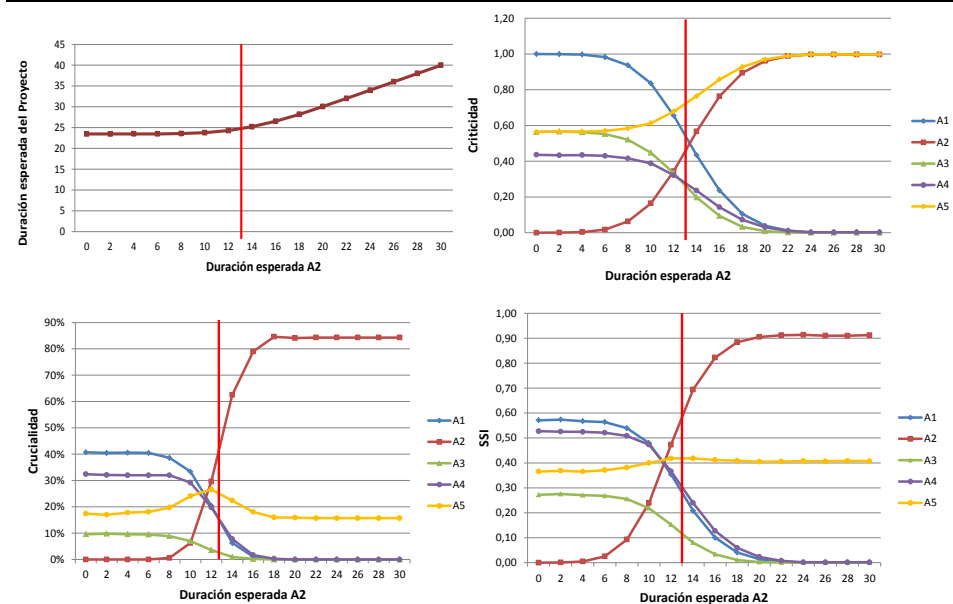 Duración esperada del Proyecto
45
40
35
30
25
20
15
10
5
0
0 2 4 6 8 10 12 14 16 18 20 22 24 26 28 30
Duración esperada A2
Criticidad
1,20
1,00
0,80
0,60
0,40
0,20
0,00
0 2 4 6 8 10 12 14 16 18 20 22 24 26 28 30
Duración esperada A2
A1
A2
A3
A4
A5
Crucialidad
90%
80%
70%
60%
50%
40%
30%
20%
10%
0%
0 2 4 6 8 10 12 14 16 18 20 22 24 26 28 30
Duración esperada A2
A1
A2
A3
A4
A5
SSI
1,00
0,90
0,80
0,70
0,60
0,50
0,40
0,30
0,20
0,10
0,00
0 2 4 6 8 10 12 14 16 18 20 22 24 26 28 30
Duración esperada A2
A1
A2
A3
A4
A5